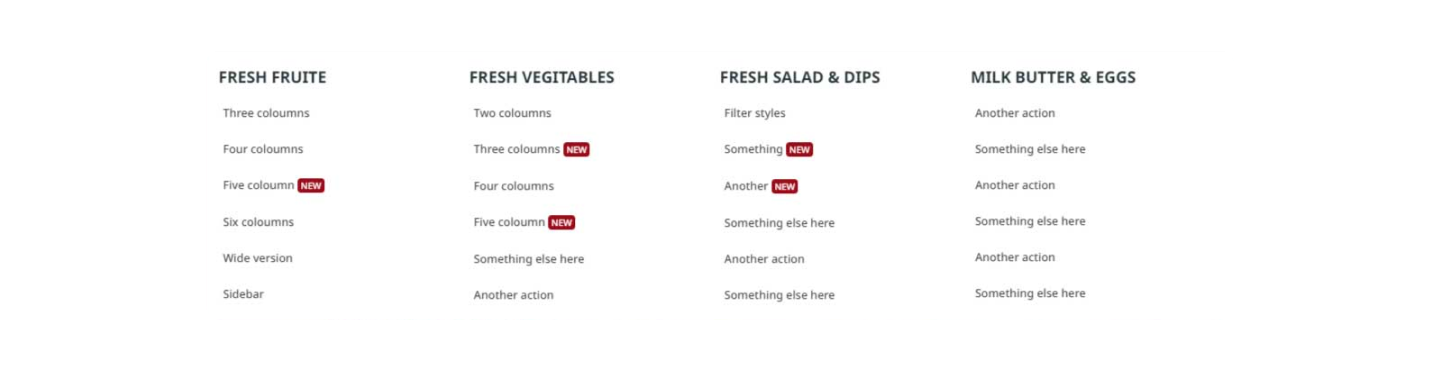 FRESH FRUITE
Three coloumns
Four coloumns
Five coloumn NEW
Six coloumns
Wide version
Sidebar
FRESH VEGITABLES
Two coloumns
Three coloumns NEW
Four coloumns
Five coloumn NEW
Something else here
Another action
FRESH SALAD & DIPS
Filter styles
Something NEW
Another NEW
Something else here
Another action
Something else here
MILK BUTTER & EGGS
Another action
Something else here
Another action
Something else here
Another action
Something else here